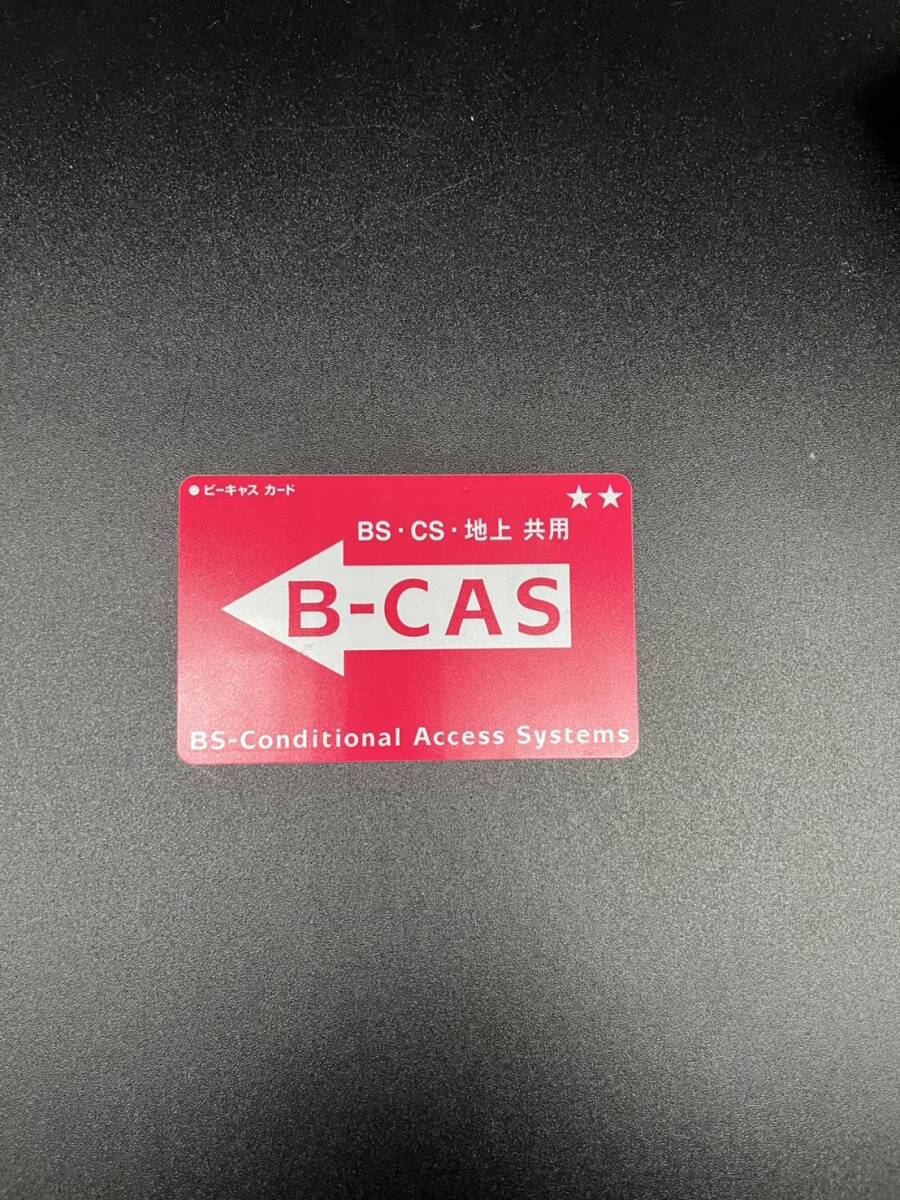 ●ビーキャス カード
★★
BS・CS・地上 共用
B-CAS
BS-Conditional Access Systems